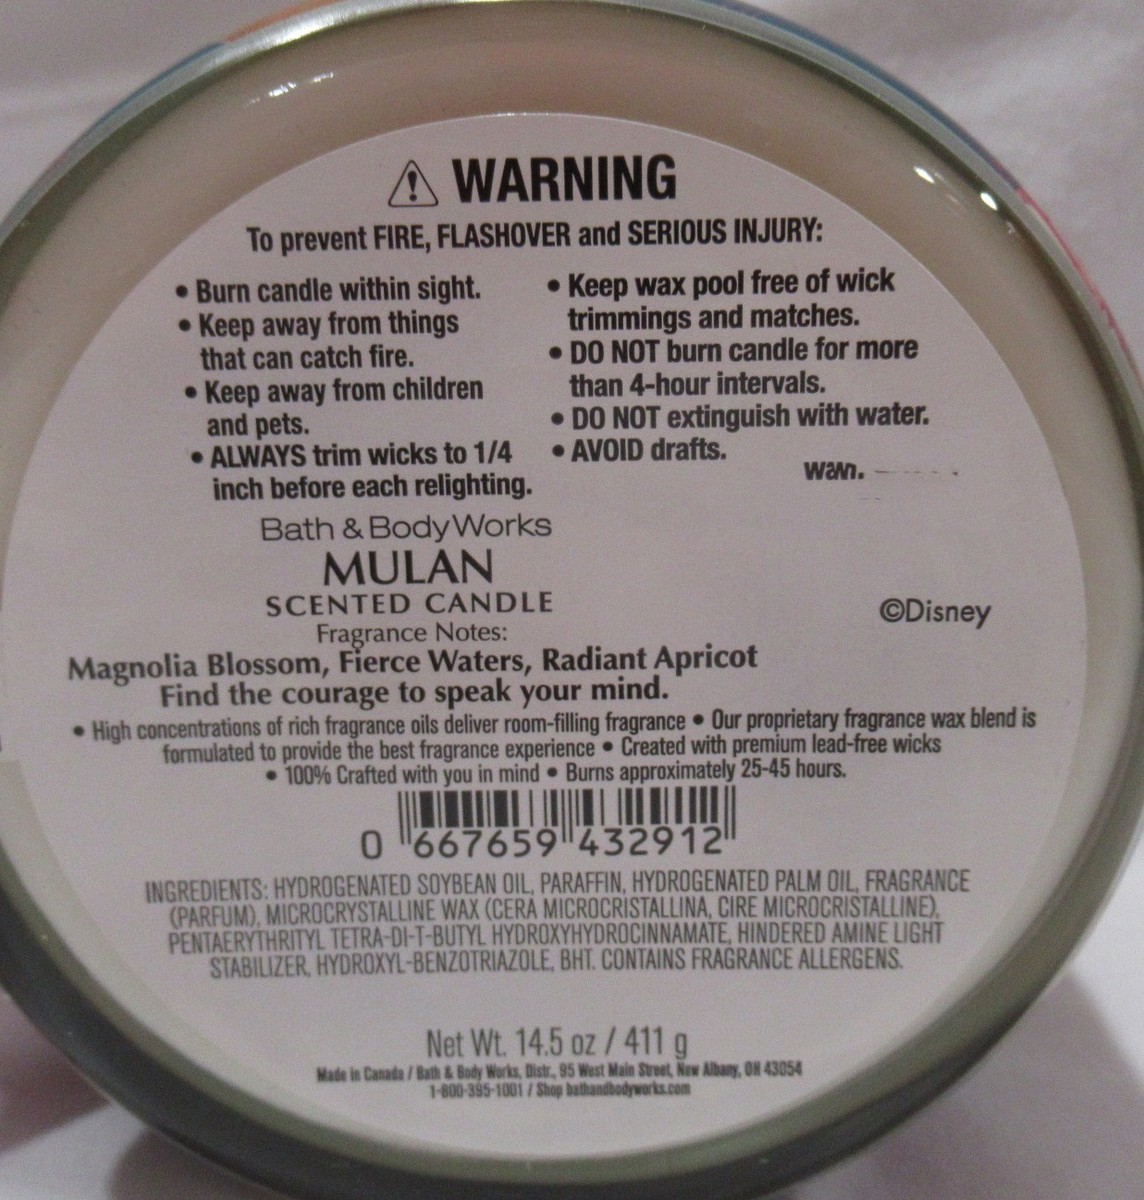 WARNING
To prevent FIRE, FLASHOVER and SERIOUS INJURY:
• Burn candle within sight.
• Keep away from things
that can catch fire.
• Keep away from children
and pets.
• ALWAYS trim wicks to 1/4
inch before each relighting.
• Keep wax pool free of wick
trimmings and matches.
• DO NOT burn candle for more
than 4-hour intervals.
• DO NOT extinguish with water.
• AVOID drafts.
Bath & Body Works
MULAN
SCENTED CANDLE
©Disney
Fragrance Notes:
Magnolia Blossom, Fierce Waters, Radiant Apricot
Find the courage to speak your mind.
• High concentrations of rich fragrance oils deliver room-filling fragrance • Our proprietary fragrance wax blend is
formulated to provide the best fragrance experience • Created with premium lead-free wicks
• 100% Crafted with you in mind • Burns approximately 25-45 hours.
0 667659 432912
INGREDIENTS: HYDROGENATED SOYBEAN OIL, PARAFFIN, HYDROGENATED PALM OIL, FRAGRANCE
(PARFUM), MICROCRYSTALLINE WAX (CERA MICROCRISTALLINA, CIRE MICROCRISTALLINE),
PENTAERYTHRITYL TETRA-DI-T-BUTYL HYDROXYHYDROCINNAMATE, HINDERED AMINE LIGHT
STABILIZER, HYDROXYL-BENZOTRIAZOLE, BHT. CONTAINS FRAGRANCE ALLERGENS.
Net Wt. 14.5 oz / 411 g
Made in Canada / Bath & Body Works, Distr., 95 West Main Street, New Albany, OH 43054
1-800-395-1001 / Shop bathandbodyworks.com